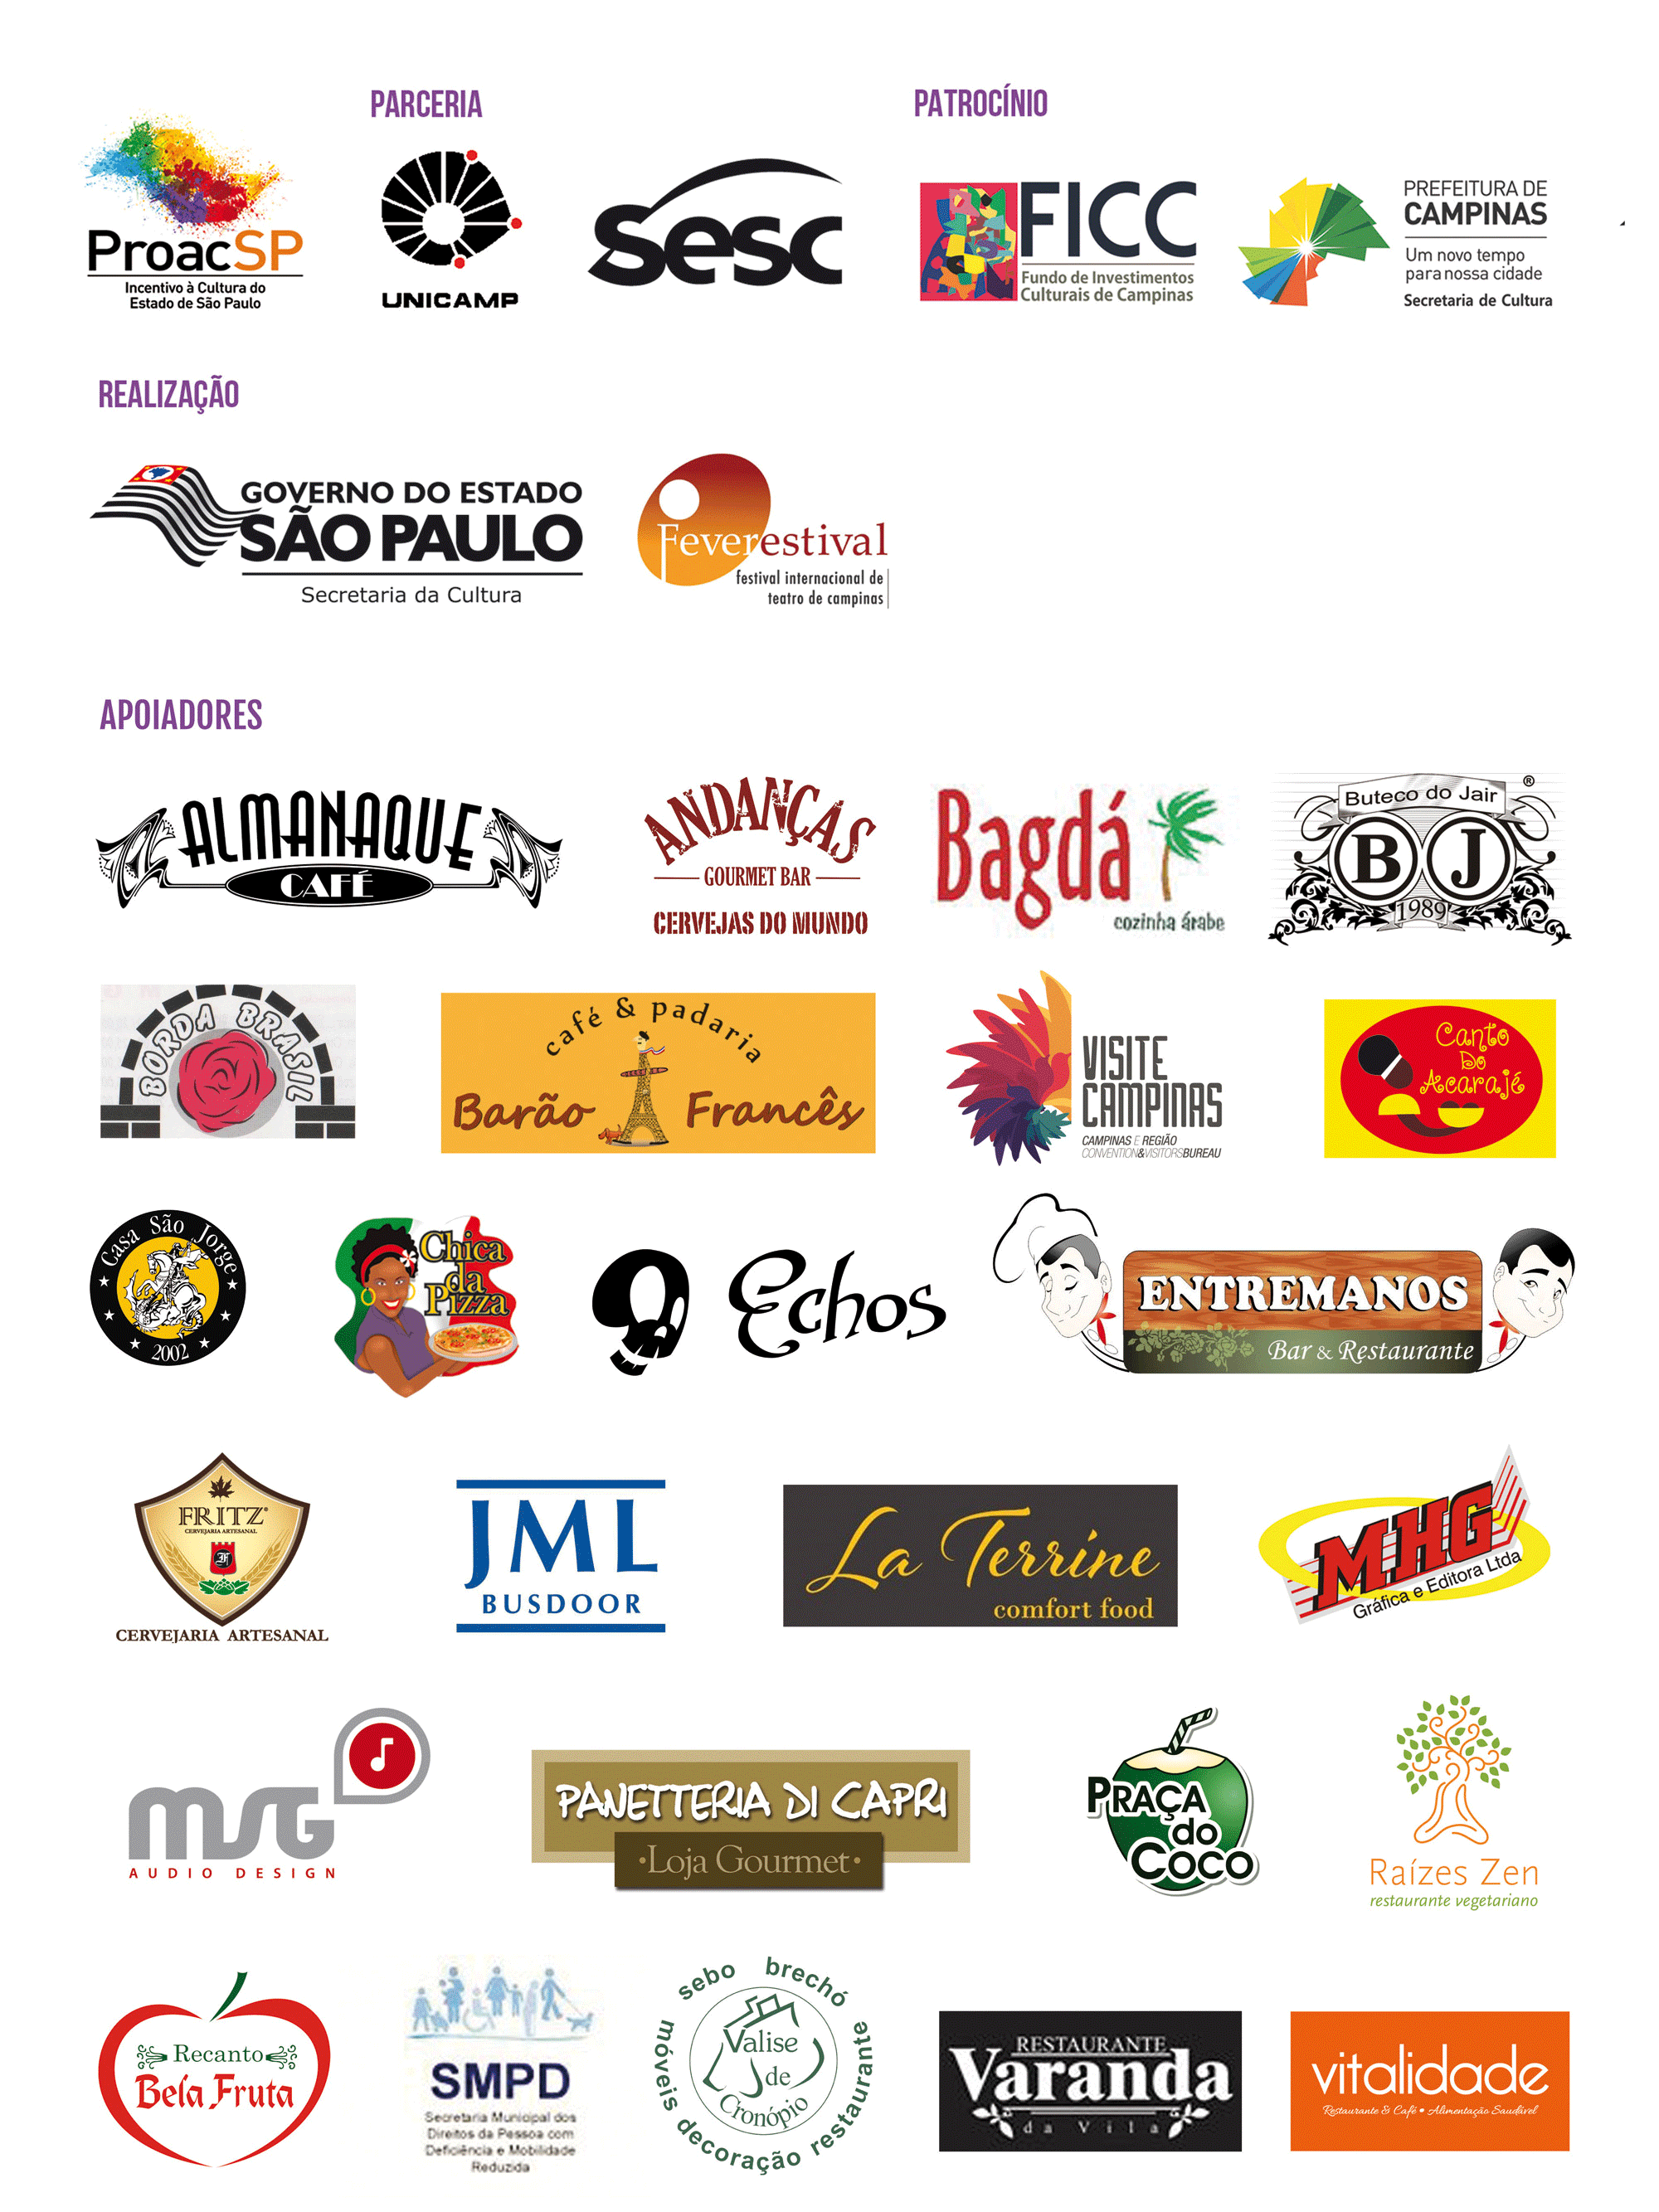 PARCERIA
PATROCÍNIO
ProacSP
Incentivo à Cultura do
Estado de São Paulo
UNICAMP
Sesc
FICC
Fundo de Investimentos
Culturais de Campinas
PREFEITURA DE
CAMPINAS
Um novo tempo
para nossa cidade
Secretaria de Cultura
REALIZAÇÃO
GOVERNO DO ESTADO
SÃO PAULO
Secretaria da Cultura
Feverestival
festival internacional de
teatro de campinas
APOIADORES
ALMANAQUE
CAFÉ
ANDANÇAS
GOURMET BAR
CERVEJAS DO MUNDO
Bagdá
cozinha árabe
Buteco do Jair ®
B J
1989
BORDA BRASIL
café & padaria
Barão Francês
VISITE
CAMPINAS
CAMPINAS E REGIÃO
CONVENTION&VISITORSBUREAU
Canto
Do
Acarajé
Casa São Jorge
2002
Chica
da
Pizza
Echos
ENTREMANOS
Bar & Restaurante
FRITZ
CERVEJARIA ARTESANAL
F
CERVEJARIA ARTESANAL
JML
BUSDOOR
La Terrine
comfort food
MHG
Gráfica e Editora Ltda
msg
AUDIO DESIGN
PANETTERIA DI CAPRI
·Loja Gourmet·
PRAÇA
do
COCO
Raízes Zen
restaurante vegetariano
Recanto
Bela Fruta
SMPD
Secretaria Municipal dos
Direitos da Pessoa com
Deficiência e Mobilidade
Reduzida
sebo brechó
móveis decoração restaurante
Valise
de
Cronópio
RESTAURANTE
Varanda
da Vila
vitalidade
Restaurante & Café • Alimentação Saudável